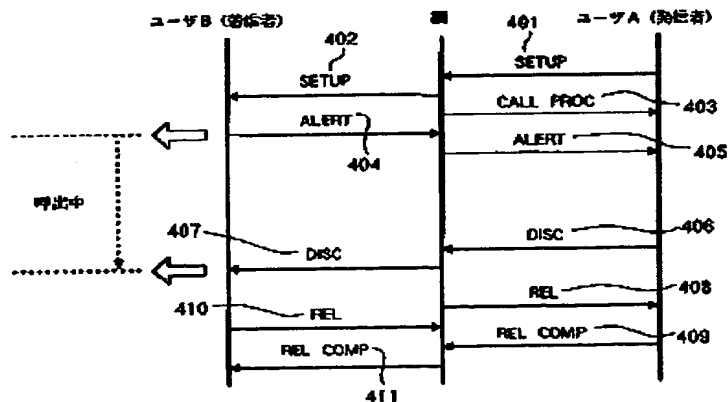 ユーザB（着信者）
網
ユーザA（発信者）
402
401
SETUP
SETUP
CALL PROC
403
ALERT
ALERT
404
405
呼出中
407
406
DISC
DISC
REL
408
410
REL
REL COMP
409
REL COMP
411